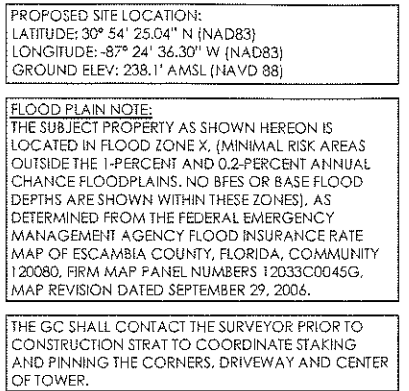 PROPOSED SITE LOCATION:
LATITUDE: 30° 54' 25.04" N (NAD83)
LONGITUDE: -87° 24' 36.30" W (NAD83)
GROUND ELEV: 238.1' AMSL (NAVD 88)
FLOOD PLAIN NOTE:
THE SUBJECT PROPERTY AS SHOWN HEREON IS
LOCATED IN FLOOD ZONE X, (MINIMAL RISK AREAS
OUTSIDE THE 1-PERCENT AND 0.2-PERCENT ANNUAL
CHANCE FLOODPLAINS. NO BFES OR BASE FLOOD
DEPTHS ARE SHOWN WITHIN THESE ZONES), AS
DETERMINED FROM THE FEDERAL EMERGENCY
MANAGEMENT AGENCY FLOOD INSURANCE RATE
MAP OF ESCAMBIA COUNTY, FLORIDA, COMMUNITY
120080, FIRM MAP PANEL NUMBERS 12033C0045G,
MAP REVISION DATED SEPTEMBER 29, 2006.
THE GC SHALL CONTACT THE SURVEYOR PRIOR TO
CONSTRUCTION STRAT TO COORDINATE STAKING
AND PINNING THE CORNERS, DRIVEWAY AND CENTER
OF TOWER.